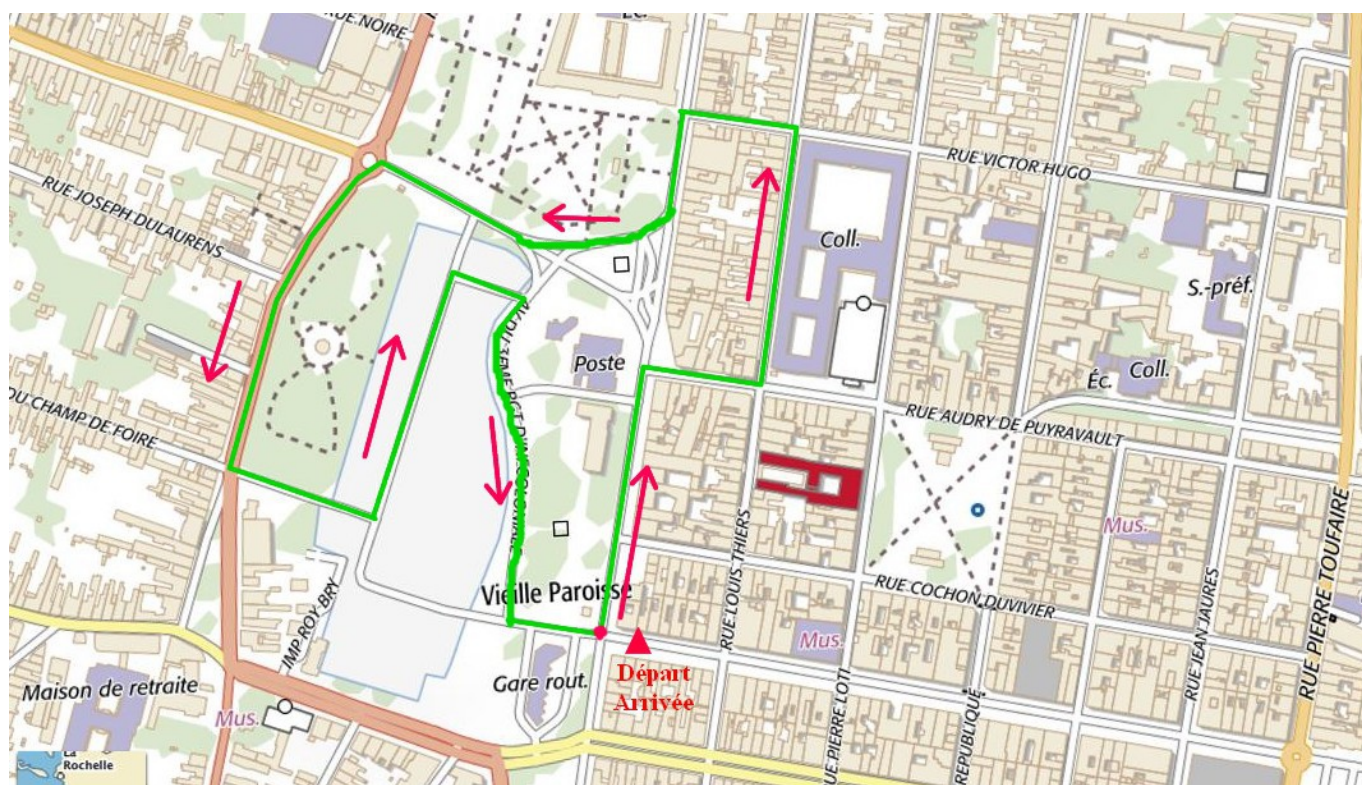 RUE NOIRE
RUE JOSEPH DULAURENS
RUE VICTOR HUGO
Coll.
S.-préf.
Poste
Éc.
Coll.
DU CHAMP DE FOIRE
RUE AUDRY DE PUYRAVAULT
RUE LOUIS THIERS
Mus.
RUE PIERRE TOUFAIRE
RUE COCHON DUVIVIER
Vieille Paroisse
IMP ROY BRY
Mus.
RUE JEAN JAURES
Départ
Arrivée
Gare rout.
Maison de retraite
Mus.
RUE PIERRE LOTI
REPUBLIQUE
La
Rochelle